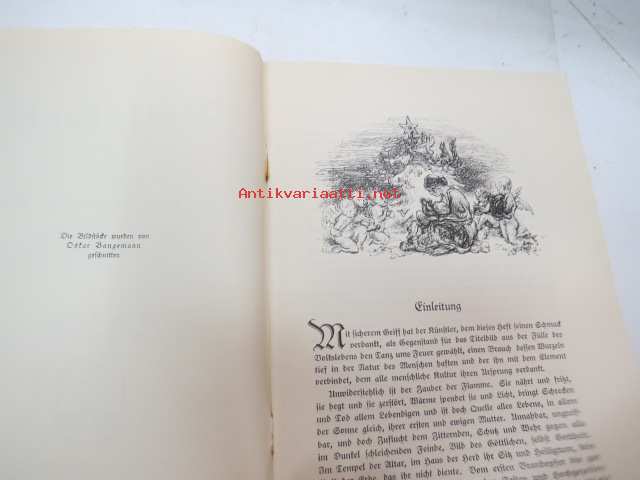 Die Bildstöcke wurden von
Oskar Bangemann
geschnitten
Antikvariaatti.net
Einleitung
Mit sicherem Griff hat der Künstler, dem dieses Heft seinen Schmuck
verdankt, als Gegenstand für das Titelbild aus der Fülle des
Volkslebens den Tanz ums Feuer gewählt, einen Brauch dessen Wurzeln
tief in der Natur des Menschen haften und der ihn mit dem Element
verbindet, dem alle menschliche Kultur ihren Ursprung verdankt.
Unwiderstehlich ist der Zauber der Flamme. Sie nährt und frißt,
sie hegt und sie zerstört, Wärme spendet sie und Licht, bringt Schrecken
und Tod allem Lebendigen und ist doch Quelle alles Lebens, in allem
der Sonne gleich, ihrer ersten und ewigen Mutter. Unnahbar,
bar, und doch Zuflucht dem Zitternden, Schutz und Wehr gegen alle
im Dunkel schleichenden Feinde, Bild des Göttlichen, selbst
Im Tempel der Altar, im Haus der Herd ihr Sitz und Heiligtum,
Erde, das ihr nicht diente. Vom ersten